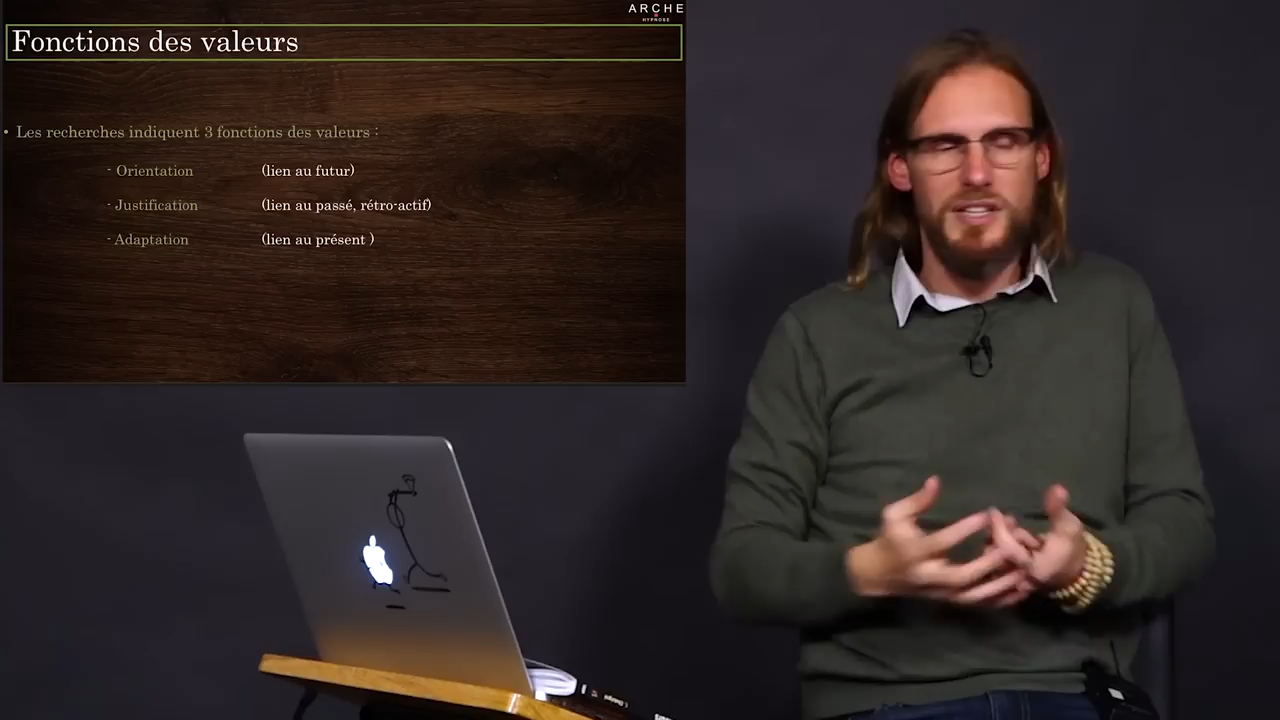 ARCHE
HYPNOSE
Fonctions des valeurs
• Les recherches indiquent 3 fonctions des valeurs :
- Orientation (lien au futur)
- Justification (lien au passé, rétro-actif)
- Adaptation (lien au présent )